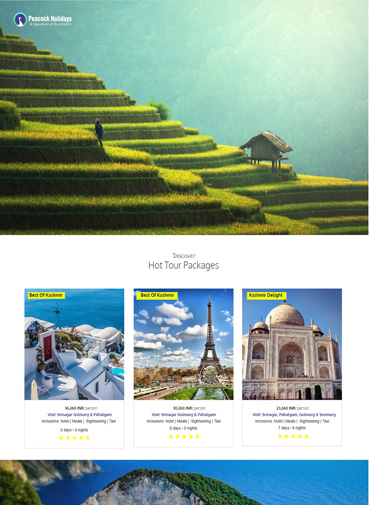 Peacock Holidays
A Signature of Excellence
Discover
Hot Tour Packages
Best Of Kashmir
Best Of Kashmir
Kashmir Delight
16,260 INR/person
Visit: Srinagar Gulmarg & Pahalgam
Inclusions: hotel | Meals | Sightseeing | Taxi
5 days / 4 nights
19,260 INR/person
Visit: Srinagar Gulmarg & Pahalgam
Inclusions: hotel | Meals | Sightseeing | Taxi
6 days / 5 nights
23,260 INR/person
Visit: Srinagar, Pahalgam, Gulmarg & Sonmarg
Inclusions: hotel | Meals | Sightseeing | Taxi
7 days / 6 nights